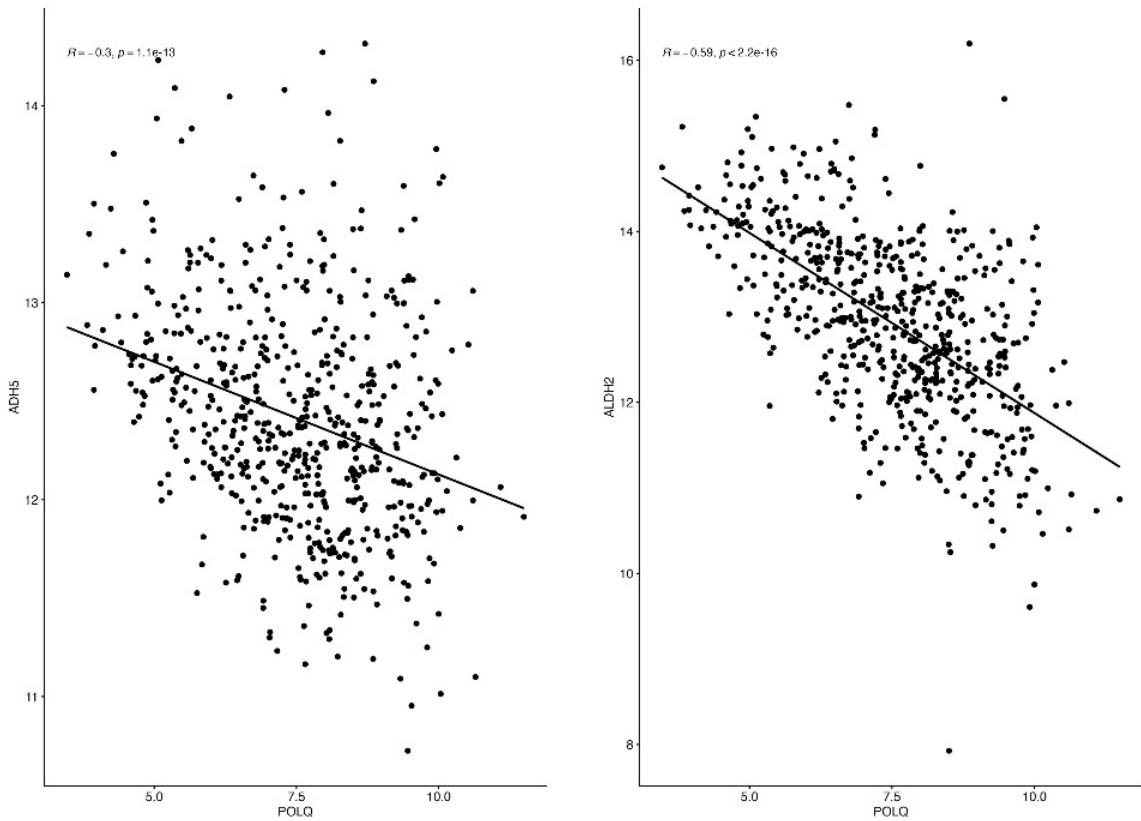 R = −0.3, p = 1.1e-13
14
13
12
11
ADH5
5.0
7.5
10.0
POLQ
R = −0.59, p < 2.2e-16
16
14
12
10
8
ALDH2
5.0
7.5
10.0
POLQ